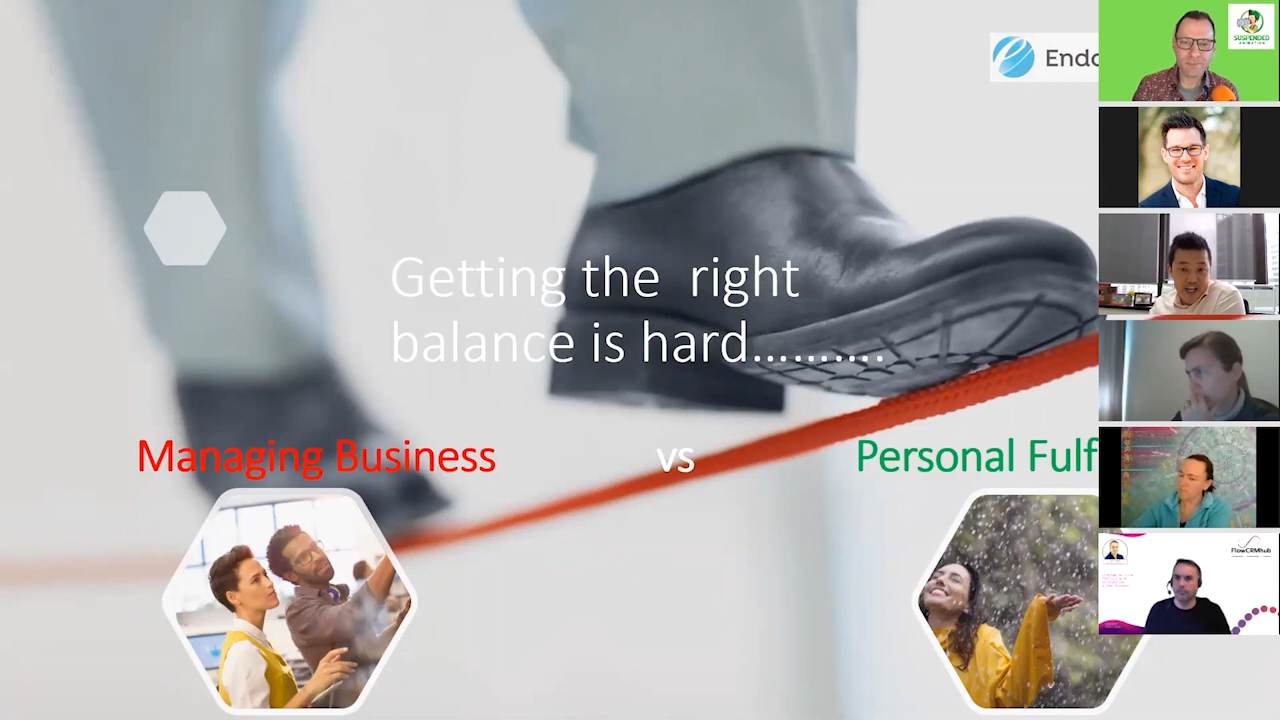 SUSPENDED
ANIMATION
Endo
Getting the right
balance is hard..........
Managing Business
vs
Personal Fulf
FlowCRMhub